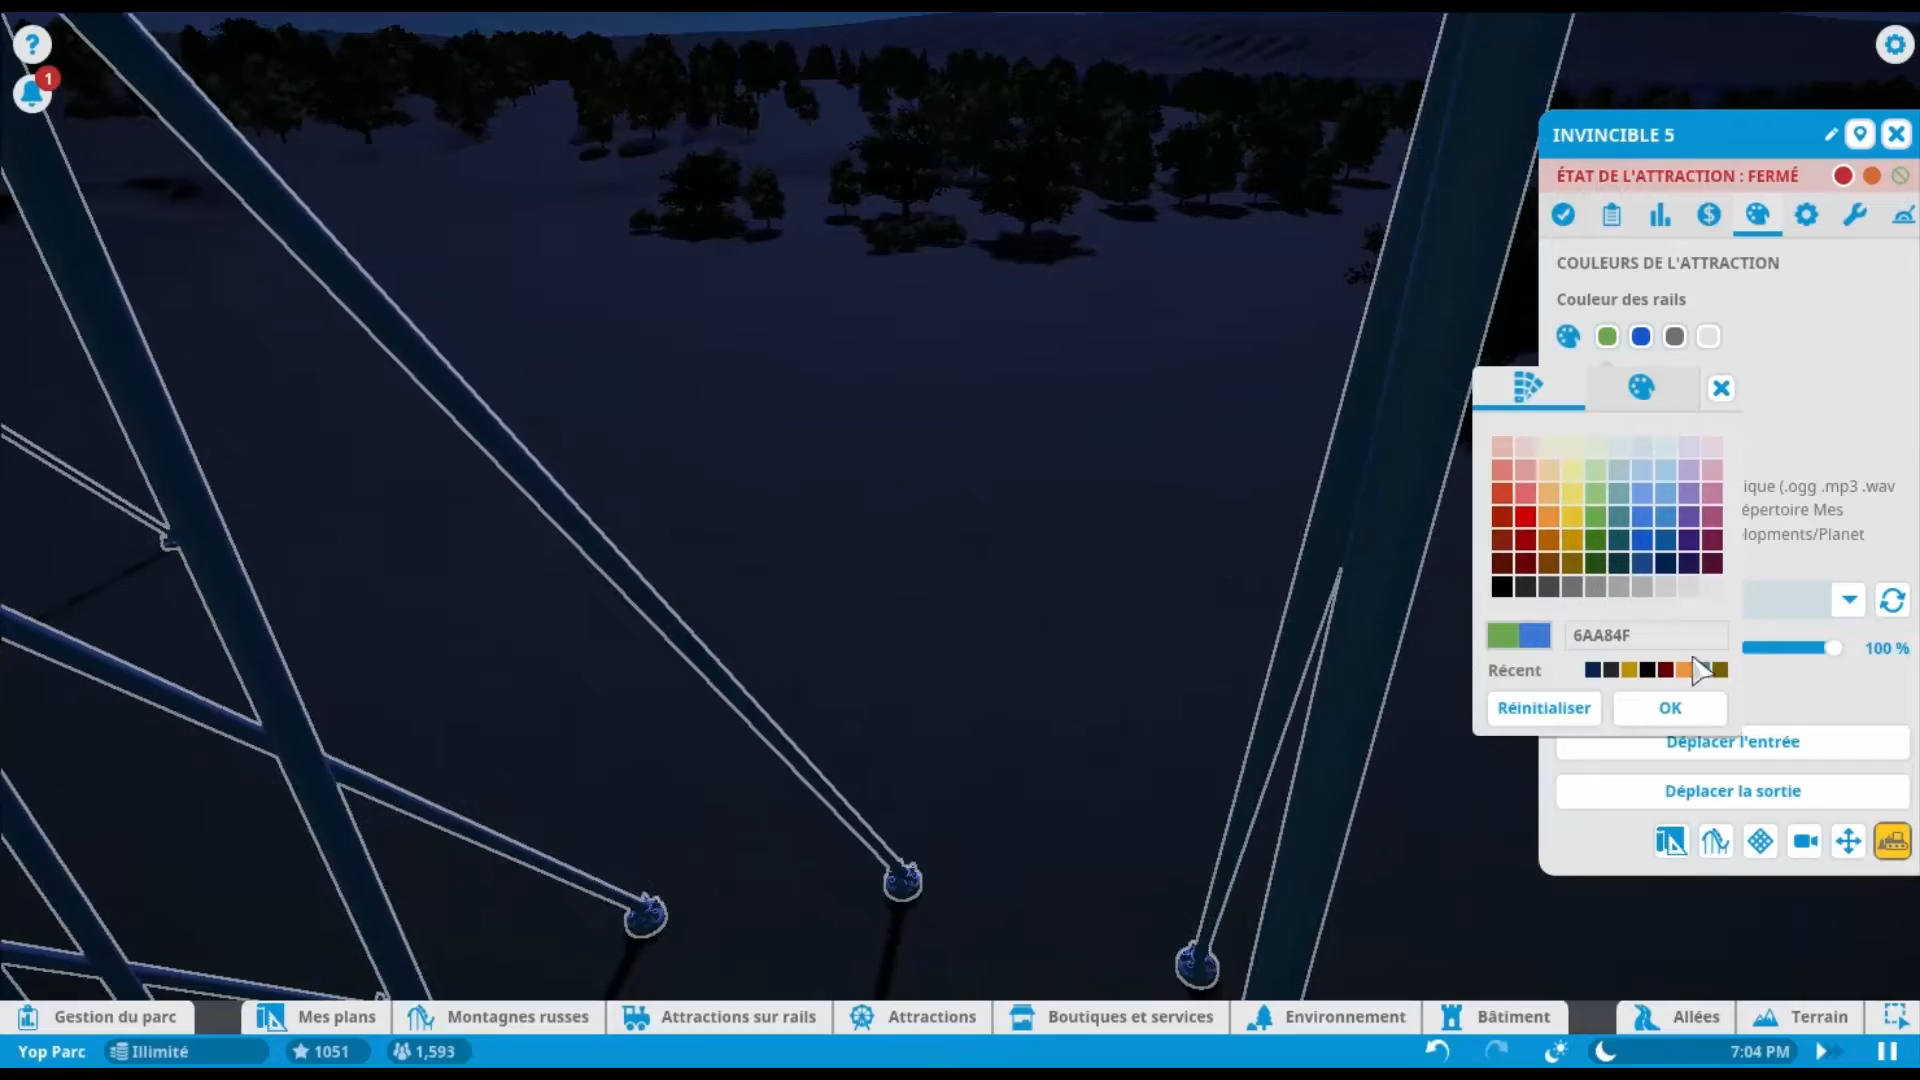 ?
1
INVINCIBLE 5
ÉTAT DE L'ATTRACTION : FERMÉ
COULEURS DE L'ATTRACTION
Couleur des rails
ique (.ogg .mp3 .wav
épertoire Mes
lopments/Planet
6AA84F
100 %
Récent
Réinitialiser
OK
Déplacer l'entrée
Déplacer la sortie
Gestion du parc
Mes plans
Montagnes russes
Attractions sur rails
Attractions
Boutiques et services
Environnement
Bâtiment
Allées
Terrain
Yop Parc
Illimité
1051
1,593
7:04 PM